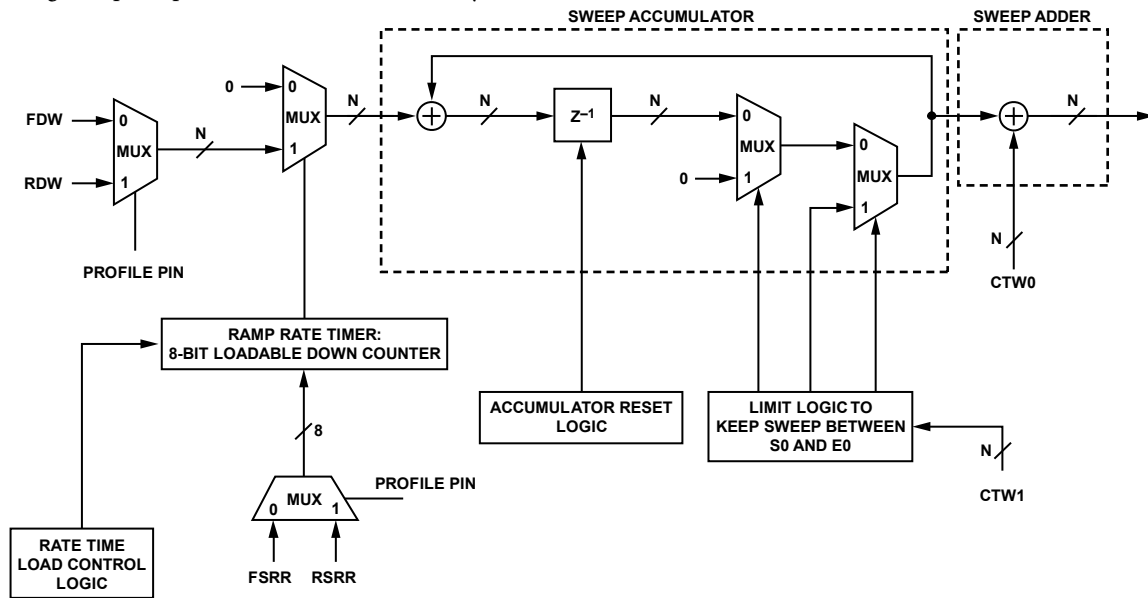 SWEEP ACCUMULATOR
SWEEP ADDER
0
0
MUX
1
N
FDW
RDW
0
MUX
1
N
PROFILE PIN
N
Z–1
N
0
MUX
1
0
0
MUX
1
N
N
CTW0
RAMP RATE TIMER:
8-BIT LOADABLE DOWN COUNTER
ACCUMULATOR RESET
LOGIC
LIMIT LOGIC TO
KEEP SWEEP BETWEEN
S0 AND E0
N
CTW1
8
MUX
0 1
PROFILE PIN
FSRR RSRR
RATE TIME
LOAD CONTROL
LOGIC